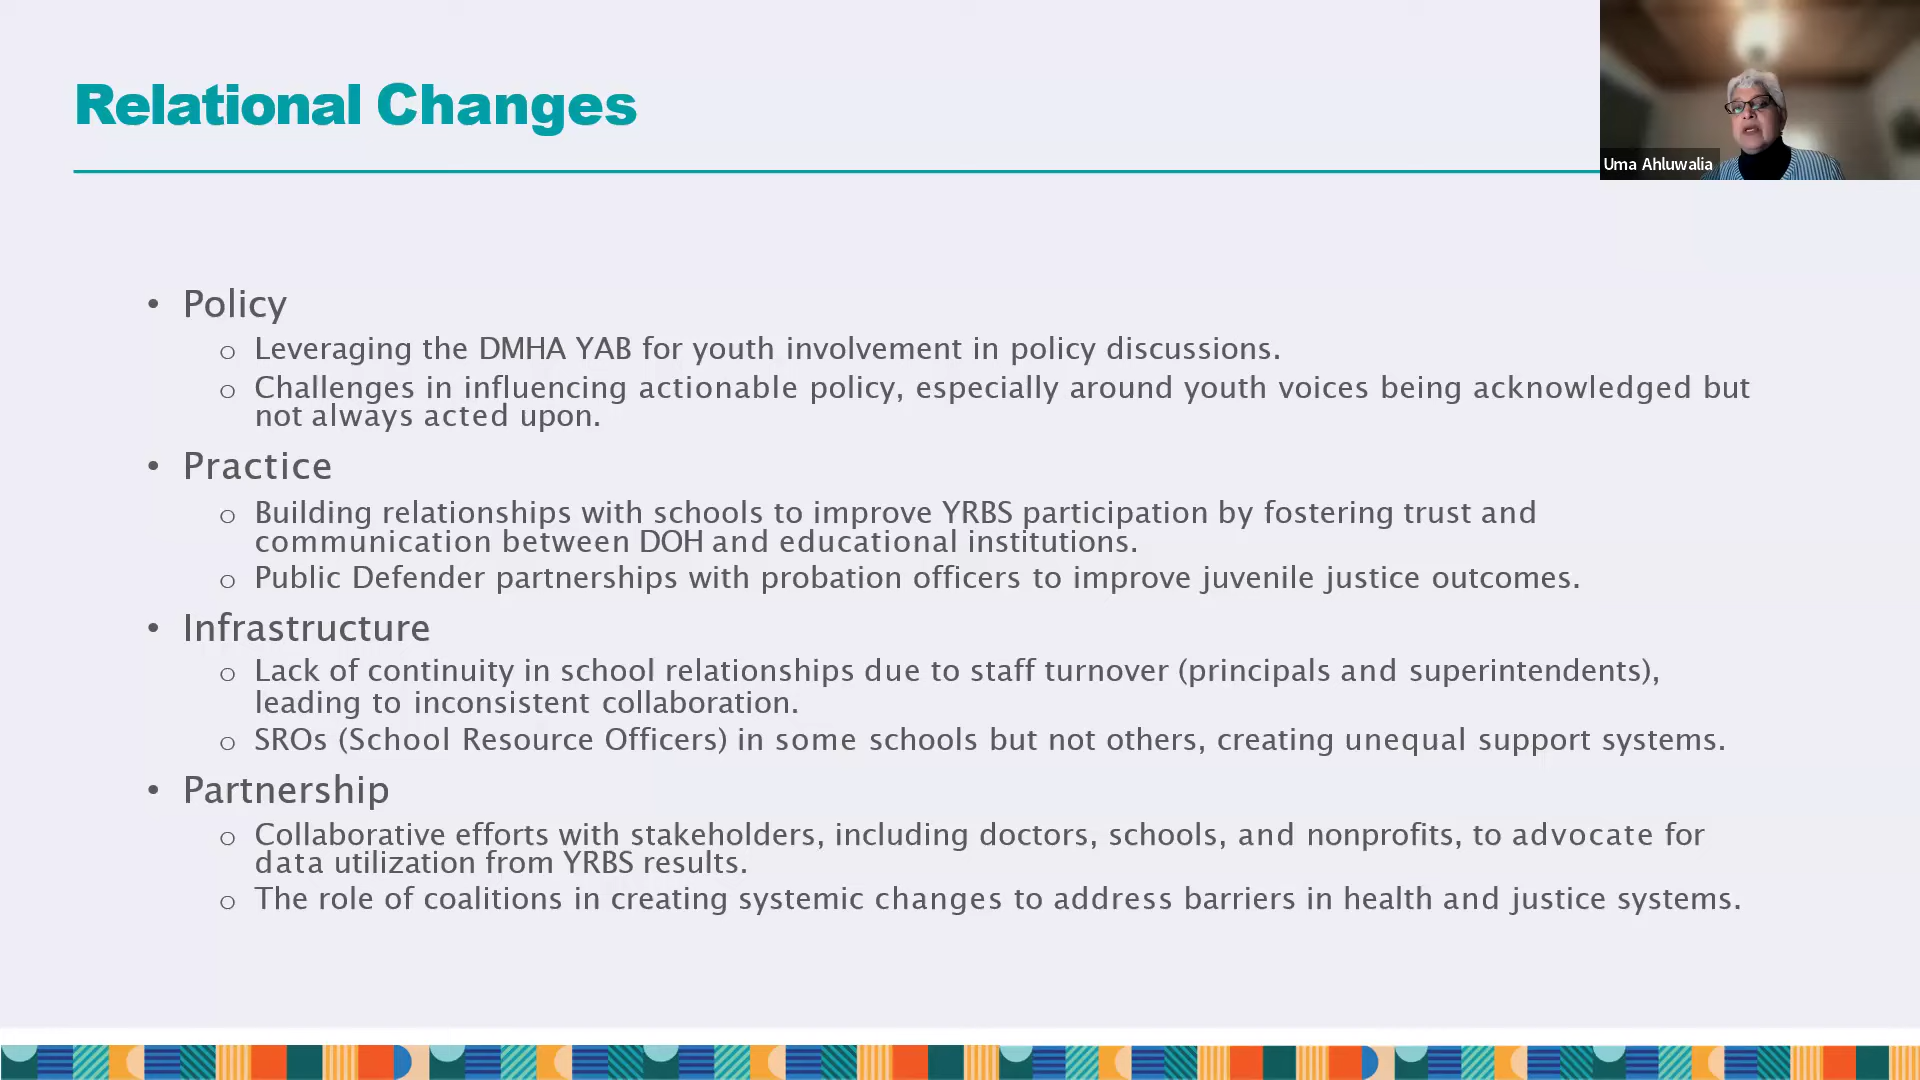 Relational Changes
Uma Ahluwalia
• Policy
o Leveraging the DMHA YAB for youth involvement in policy discussions.
o Challenges in influencing actionable policy, especially around youth voices being acknowledged but
not always acted upon.
• Practice
o Building relationships with schools to improve YRBS participation by fostering trust and
communication between DOH and educational institutions.
o Public Defender partnerships with probation officers to improve juvenile justice outcomes.
• Infrastructure
o Lack of continuity in school relationships due to staff turnover (principals and superintendents),
leading to inconsistent collaboration.
o SROs (School Resource Officers) in some schools but not others, creating unequal support systems.
• Partnership
o Collaborative efforts with stakeholders, including doctors, schools, and nonprofits, to advocate for
data utilization from YRBS results.
o The role of coalitions in creating systemic changes to address barriers in health and justice systems.